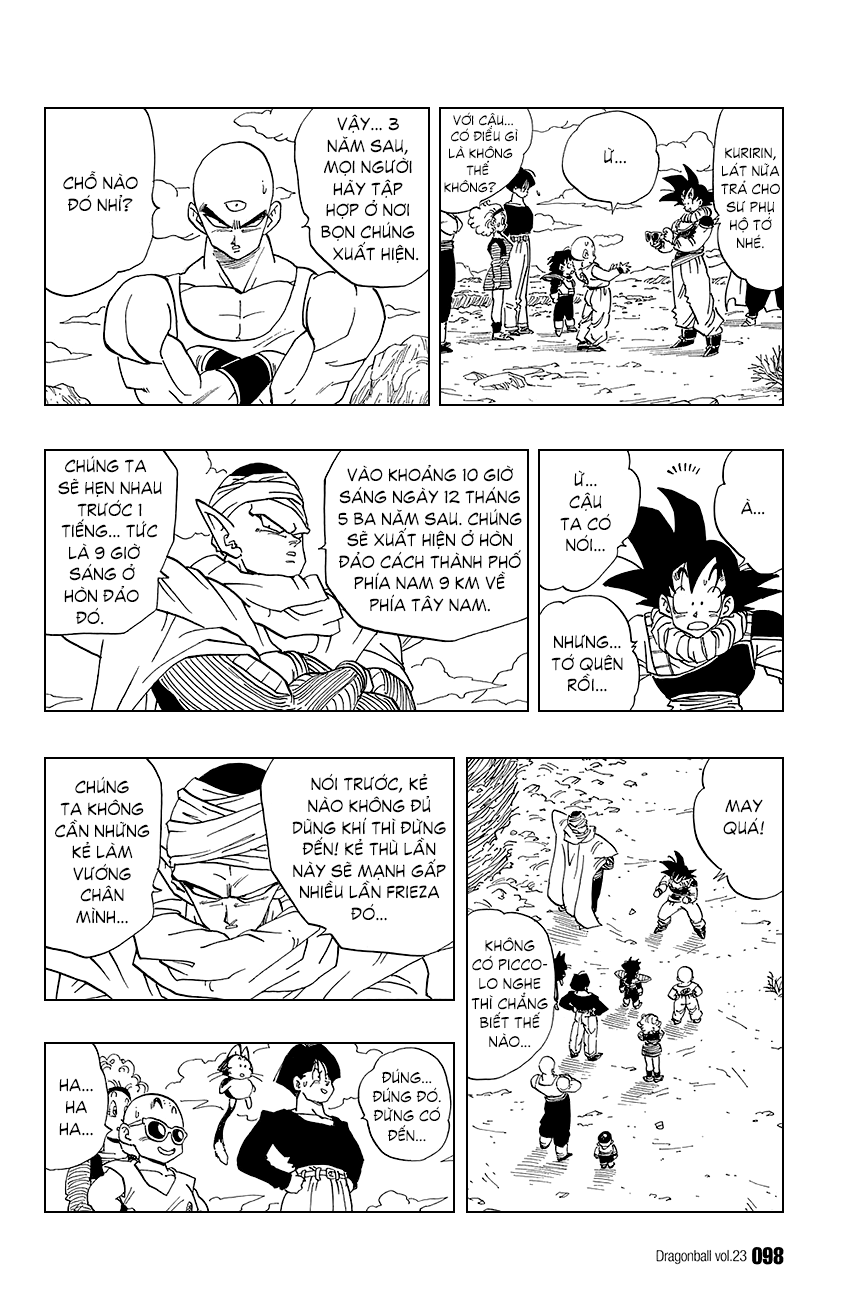 KURIRIN,
LÁT NỮA
TRẢ CHO
SƯ PHỤ
HỘ TỚ
NHÉ.
Ừ...
VỚI CẬU...
CÓ ĐIỀU GÌ
LÀ KHÔNG
THỂ
KHÔNG?
VẬY... 3
NĂM SAU,
MỌI NGƯỜI
HÃY TẬP
HỢP Ở NƠI
BỌN CHÚNG
XUẤT HIỆN.
CHỖ NÀO
ĐÓ NHỈ?
À...
Ừ...
CẬU
TA CÓ
NÓI...
NHƯNG...
TỚ QUÊN
RỒI...
VÀO KHOẢNG 10 GIỜ
SÁNG NGÀY 12 THÁNG
5 BA NĂM SAU. CHÚNG
SẼ XUẤT HIỆN Ở HÒN
ĐẢO CÁCH THÀNH PHỐ
PHÍA NAM 9 KM VỀ
PHÍA TÂY NAM.
CHÚNG TA
SẼ HẸN NHAU
TRƯỚC 1
TIẾNG... TỨC
LÀ 9 GIỜ
SÁNG Ở
HÒN ĐẢO
ĐÓ.
MAY
QUÁ!
KHÔNG
CÓ PICCO-
LO NGHE
THÌ CHẲNG
BIẾT THẾ
NÀO...
NÓI TRƯỚC, KẺ
NÀO KHÔNG ĐỦ
DŨNG KHÍ THÌ ĐỪNG
ĐẾN! KẺ THÙ LẦN
NÀY SẼ MẠNH GẤP
NHIỀU LẦN FRIEZA
ĐÓ...
CHÚNG
TA KHÔNG
CẦN NHỮNG
KẺ LÀM
VƯỚNG
CHÂN
MÌNH...
ĐÚNG...
ĐÚNG ĐÓ.
ĐỪNG CÓ
ĐẾN...
HA...
HA
HA...
Dragonball vol.23 098